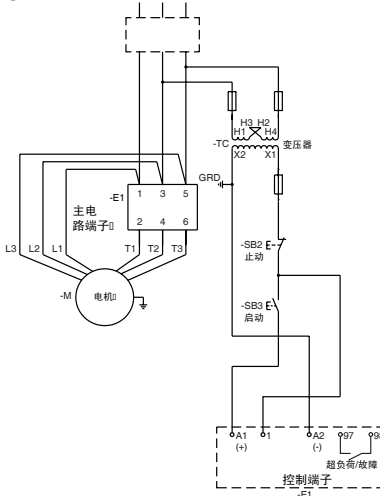 H3 H2
H1 H4
-TC 变压器
X2 X1
GRD
-E1 1 3 5
主电
路端子
2 4 6
L3 L2 L1 T1 T2 T3
-SB2
止动
-M 电机
-SB3
启动
A1 1 A2 97 98
(+) (-)
超负荷/故障
控制端子
-E1